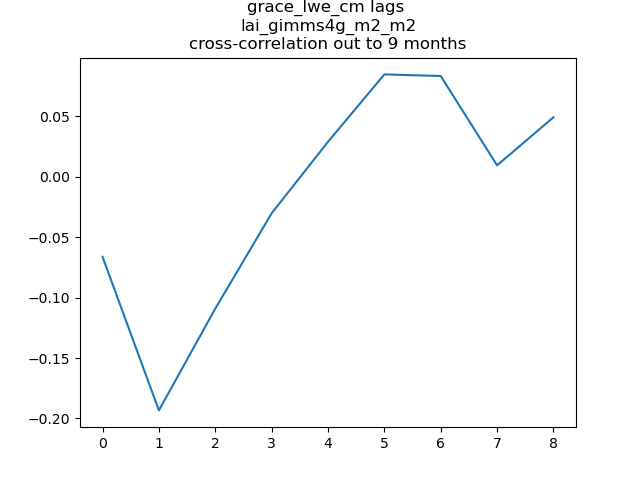 grace_lwe_cm lags
lai_gimms4g_m2_m2
cross-correlation out to 9 months
0.05
0.00
−0.05
−0.10
−0.15
−0.20
0 1 2 3 4 5 6 7 8